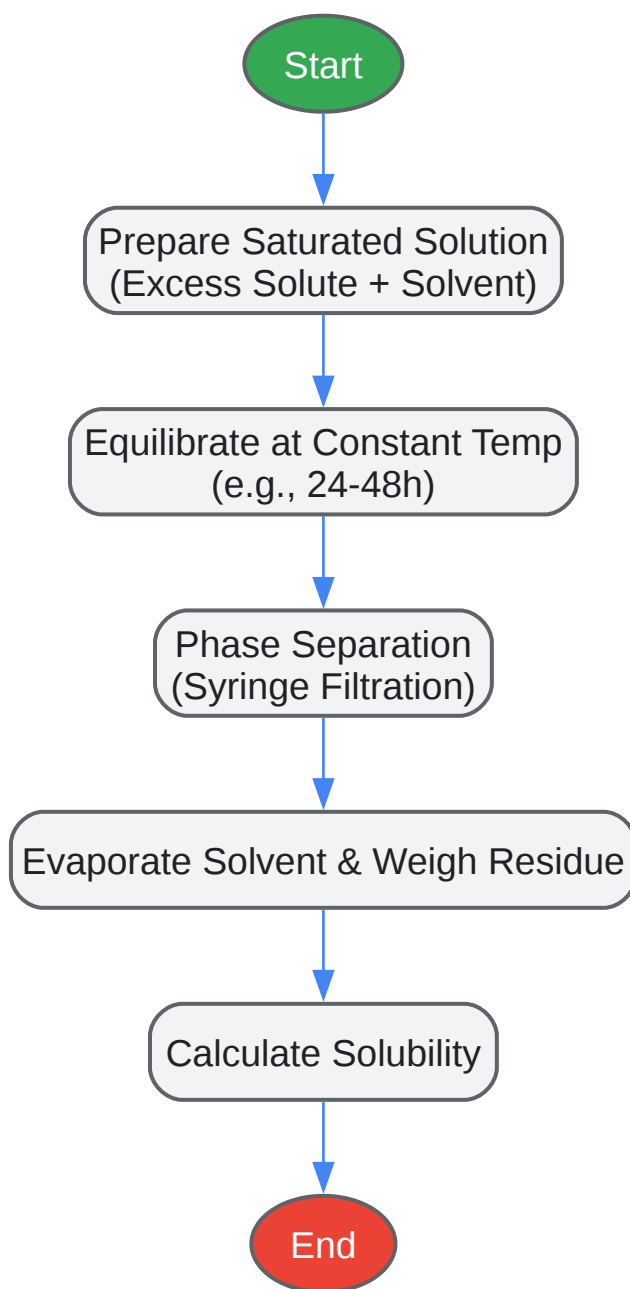 Start
Prepare Saturated Solution
(Excess Solute + Solvent)
Equilibrate at Constant Temp
(e.g., 24-48h)
Phase Separation
(Syringe Filtration)
Evaporate Solvent & Weigh Residue
Calculate Solubility
End